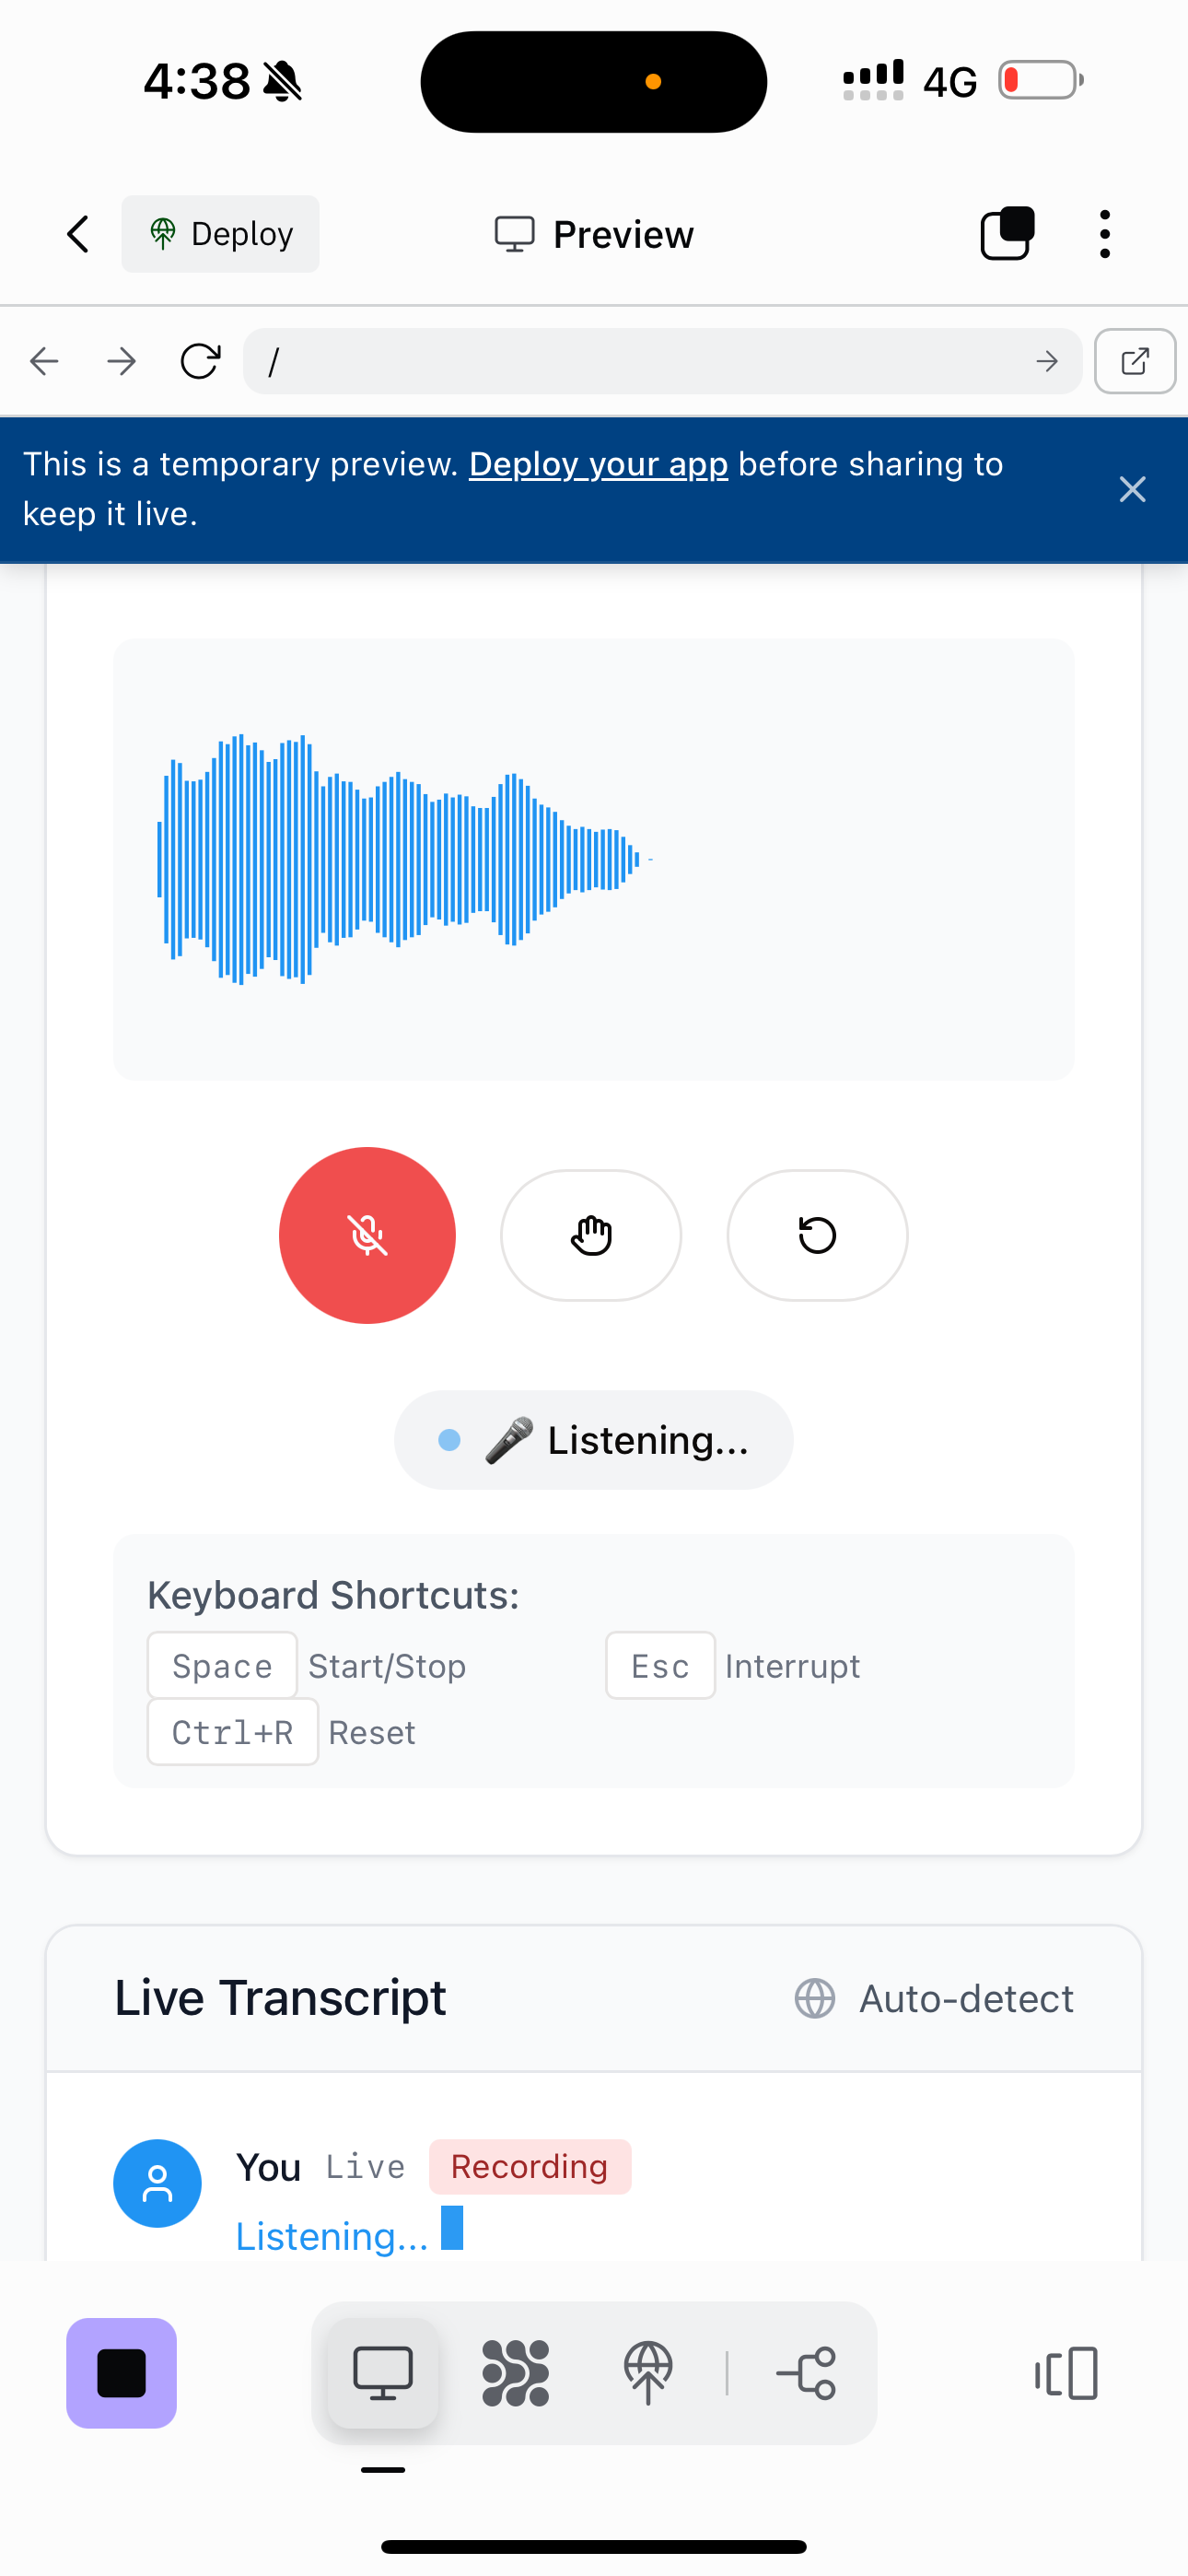 4:38
4G
Deploy
Preview
/
This is a temporary preview. Deploy your app before sharing to
keep it live.
🎤 Listening...
Keyboard Shortcuts:
Space Start/Stop
Esc Interrupt
Ctrl+R Reset
Live Transcript
Auto-detect
You Live Recording
Listening...